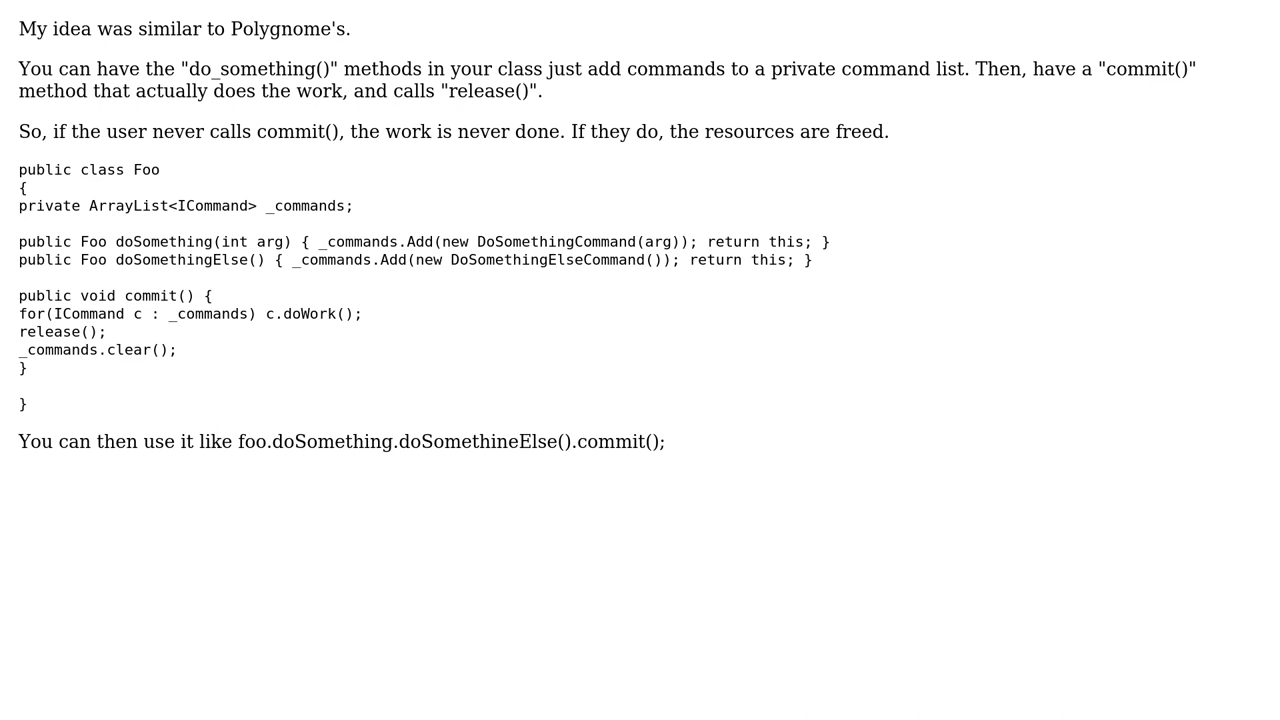 My idea was similar to Polygnome's.
You can have the "do_something()" methods in your class just add commands to a private command list. Then, have a "commit()"
method that actually does the work, and calls "release()".
So, if the user never calls commit(), the work is never done. If they do, the resources are freed.
public class Foo
{
private ArrayList<ICommand> _commands;
public Foo doSomething(int arg) { _commands.Add(new DoSomethingCommand(arg)); return this; }
public Foo doSomethingElse() { _commands.Add(new DoSomethingElseCommand()); return this; }
public void commit() {
for(ICommand c : _commands) c.doWork();
release();
_commands.clear();
}
}
You can then use it like foo.doSomething.doSomethineElse().commit();